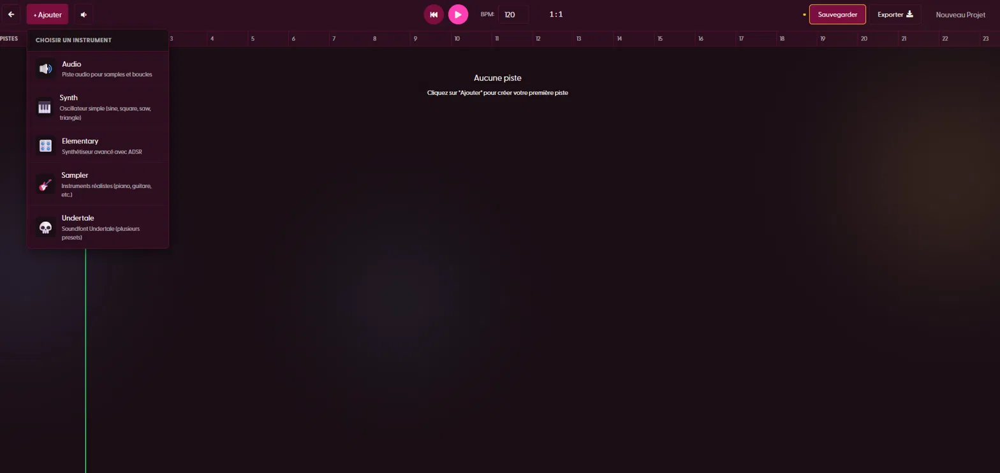 + Ajouter
BPM:
120
1 : 1
Sauvegarder
Exporter
Nouveau Projet
PISTES
3
4
5
6
7
8
9
10
11
12
13
14
15
16
17
18
19
20
21
22
23
CHOISIR UN INSTRUMENT
Audio
Piste audio pour samples et boucles
Synth
Oscillateur simple (sine, square, saw,
triangle)
Elementary
Synthétiseur avancé avec ADSR
Sampler
Instruments réalistes (piano, guitare,
etc.)
Undertale
Soundfont Undertale (plusieurs
presets)
Aucune piste
Cliquez sur "Ajouter" pour créer votre première piste